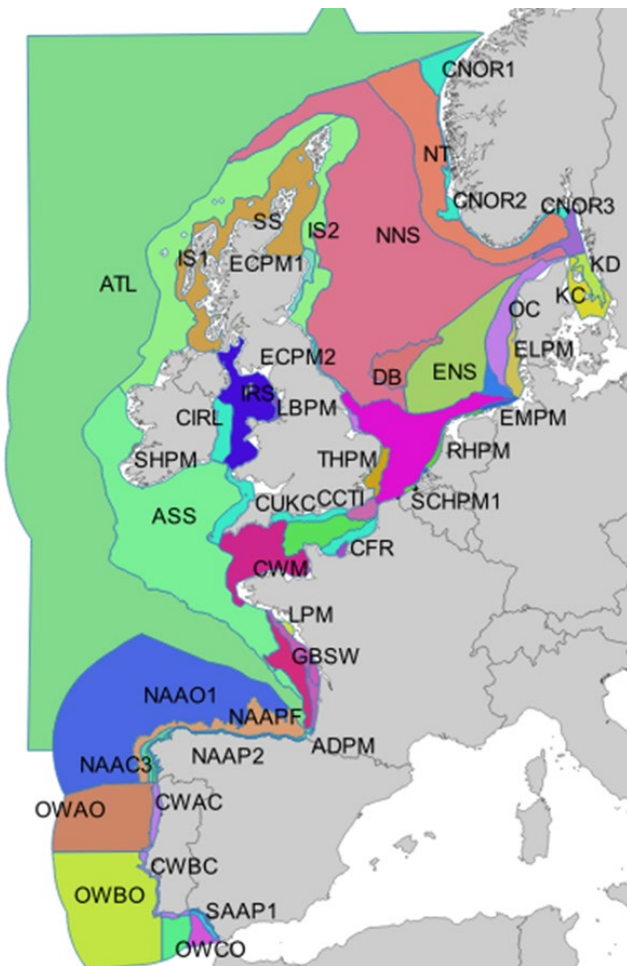 CNOR1
NT
CNOR2
CNOR3
SS
IS2
NNS
IS1
ECPM1
KD
ATL
KC
OC
ECPM2
ELPM
DB
ENS
IRS
LBPM
CIRL
EMPM
RHPM
SHPM
THPM
CUKC
CCTI
SCHPM1
ASS
CFR
CWM
LPM
GBSW
NAAO1
NAAPF
ADPM
NAAP2
NAAC3
CWAC
OWAO
CWBC
OWBO
SAAP1
OWCO